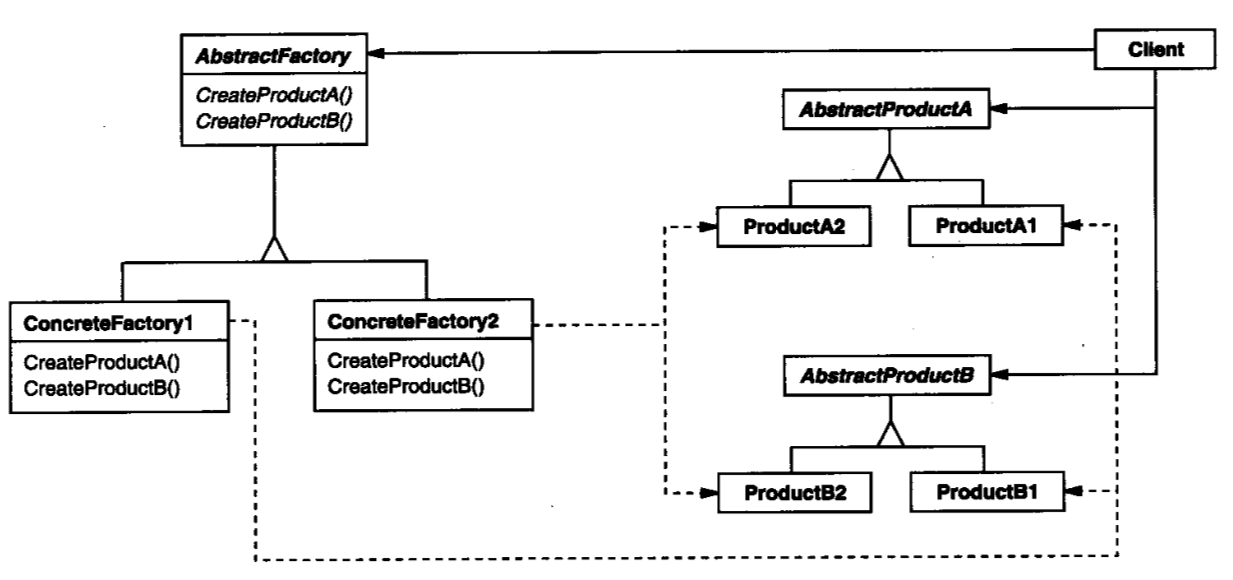 AbstractFactory
CreateProductA()
CreateProductB()
Client
AbstractProductA
ProductA2
ProductA1
ConcreteFactory1
CreateProductA()
CreateProductB()
ConcreteFactory2
CreateProductA()
CreateProductB()
AbstractProductB
ProductB2
ProductB1